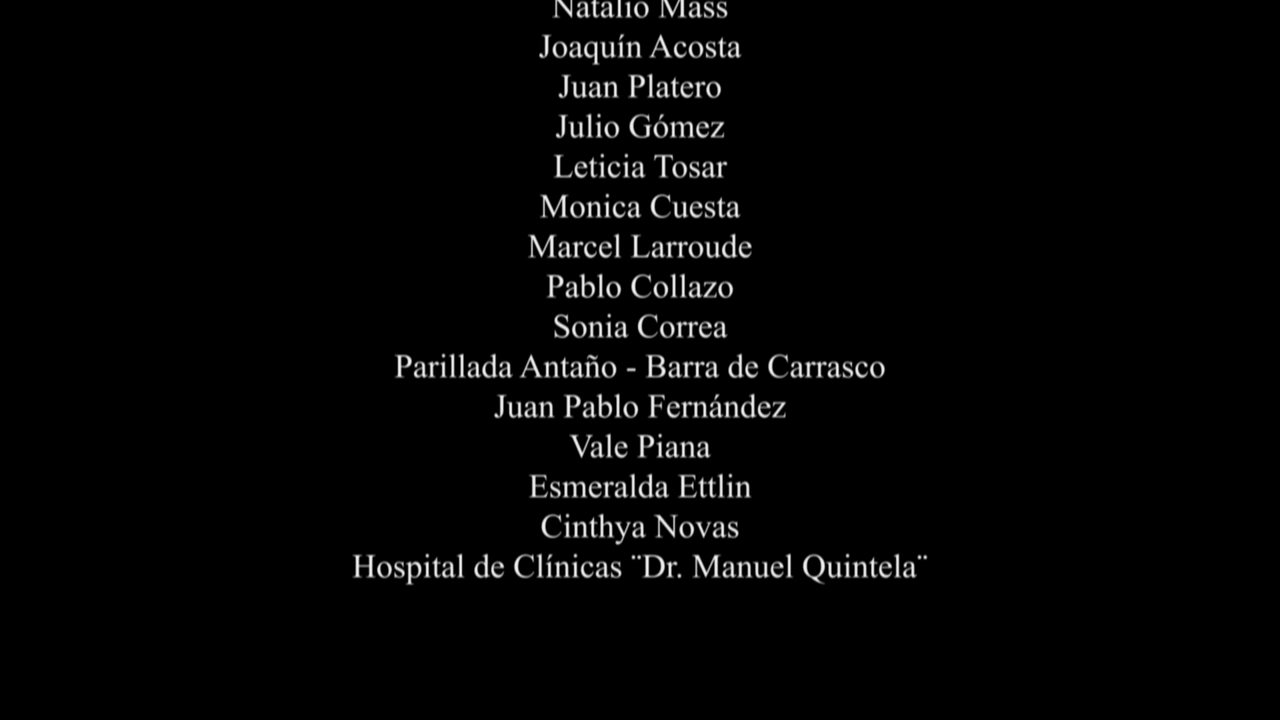 Natalio Mass
Joaquín Acosta
Juan Platero
Julio Gómez
Leticia Tosar
Monica Cuesta
Marcel Larroude
Pablo Collazo
Sonia Correa
Parillada Antaño - Barra de Carrasco
Juan Pablo Fernández
Vale Piana
Esmeralda Ettlin
Cinthya Novas
Hospital de Clínicas ¨Dr. Manuel Quintela¨